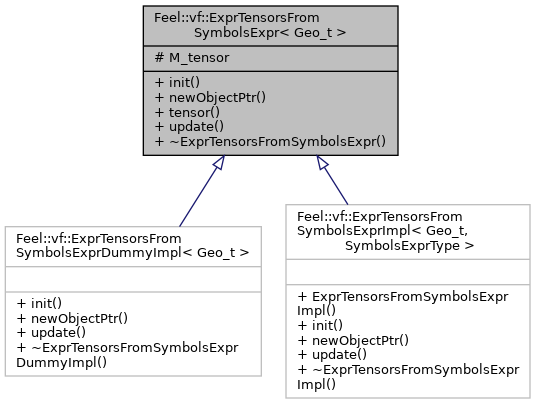 Feel::vf::ExprTensorsFrom
SymbolsExpr< Geo_t >
# M_tensor
+ init()
+ newObjectPtr()
+ tensor()
+ update()
+ ~ExprTensorsFromSymbolsExpr()
Feel::vf::ExprTensorsFrom
SymbolsExprDummyImpl< Geo_t >
+ init()
+ newObjectPtr()
+ update()
+ ~ExprTensorsFromSymbolsExpr
DummyImpl()
Feel::vf::ExprTensorsFrom
SymbolsExprImpl< Geo_t,
SymbolsExprType >
+ ExprTensorsFromSymbolsExpr
Impl()
+ init()
+ newObjectPtr()
+ update()
+ ~ExprTensorsFromSymbolsExpr
Impl()